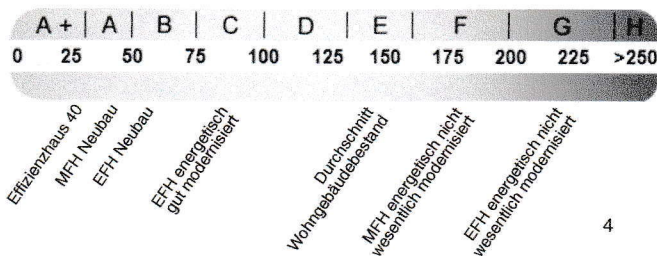 A+ A B C D E F G H
0 25 50 75 100 125 150 175 200 225 >250
Effizienzhaus 40
MFH Neubau
EFH Neubau
EFH energetisch
gut modernisiert
Durchschnitt
Wohngebäudebestand
MFH energetisch nicht
wesentlich modernisiert
EFH energetisch nicht
wesentlich modernisiert
4